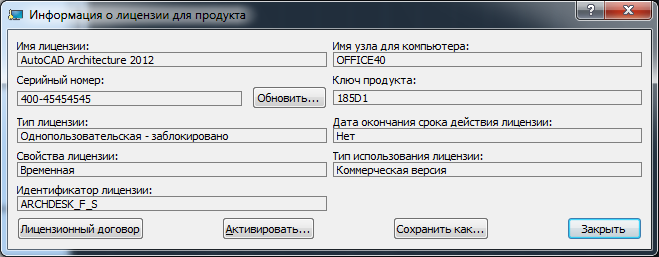 Информация о лицензии для продукта
Имя лицензии:
AutoCAD Architecture 2012
Имя узла для компьютера:
OFFICE40
Серийный номер:
400-45454545
Обновить...
Ключ продукта:
185D1
Тип лицензии:
Однопользовательская - заблокировано
Дата окончания срока действия лицензии:
Нет
Свойства лицензии:
Временная
Тип использования лицензии:
Коммерческая версия
Идентификатор лицензии:
ARCHDESK_F_S
Лицензионный договор
Активировать...
Сохранить как...
Закрыть